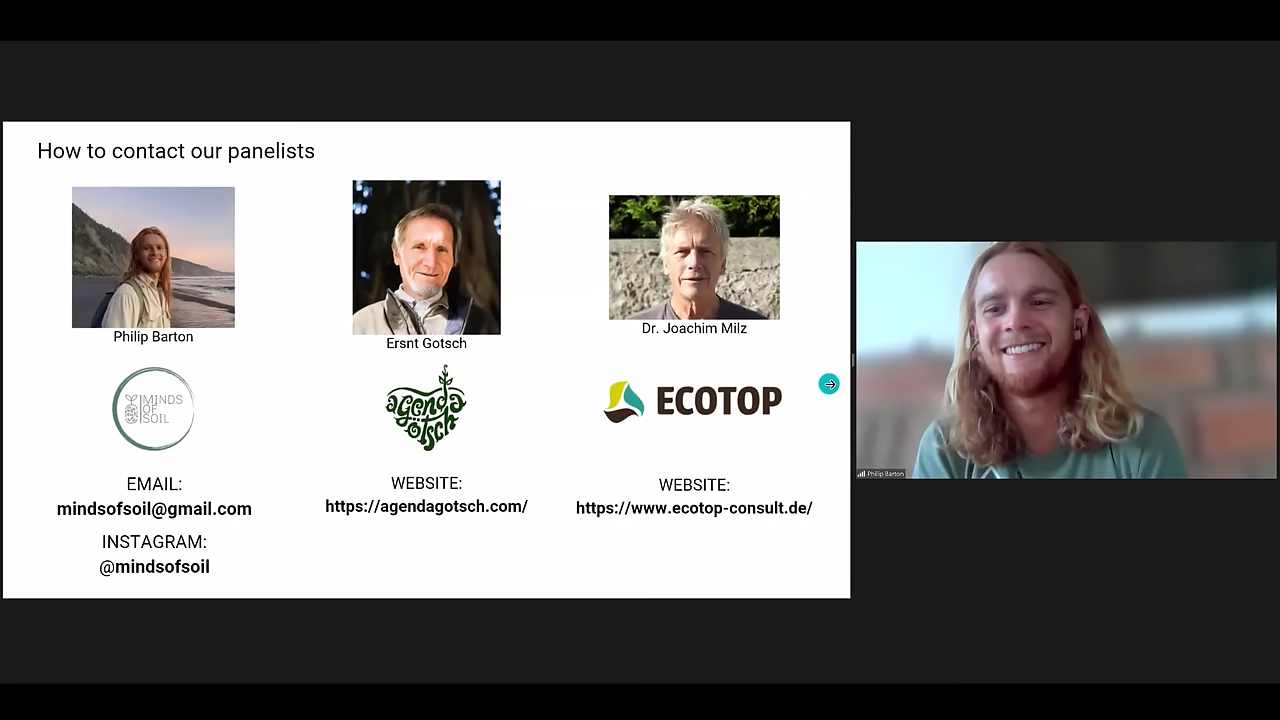 How to contact our panelists
Philip Barton
MINDS
OF
SOIL
EMAIL:
mindsofsoil@gmail.com
INSTAGRAM:
@mindsofsoil
Ersnt Gotsch
agenda
götsch
WEBSITE:
https://agendagotsch.com/
Dr. Joachim Milz
ECOTOP
WEBSITE:
https://www.ecotop-consult.de/
Philip Barton